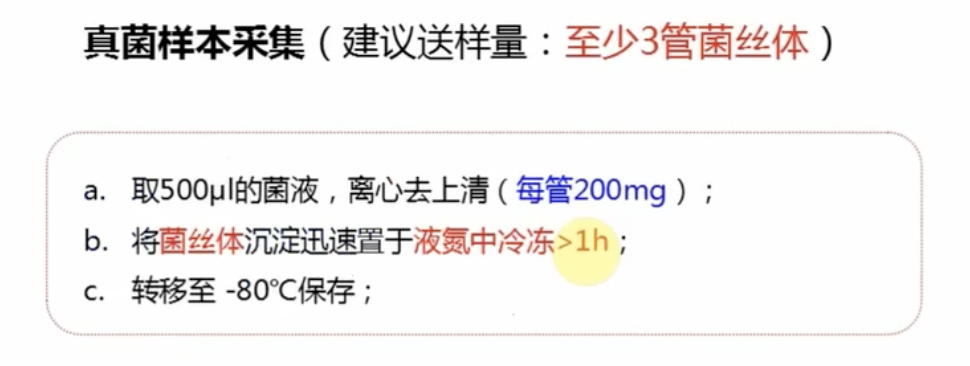 真菌样本采集（建议送样量：至少3管菌丝体）
a. 取500μl的菌液，离心去上清（每管200mg）；
b. 将菌丝体沉淀迅速置于液氮中冷冻>1h；
c. 转移至 -80℃保存；